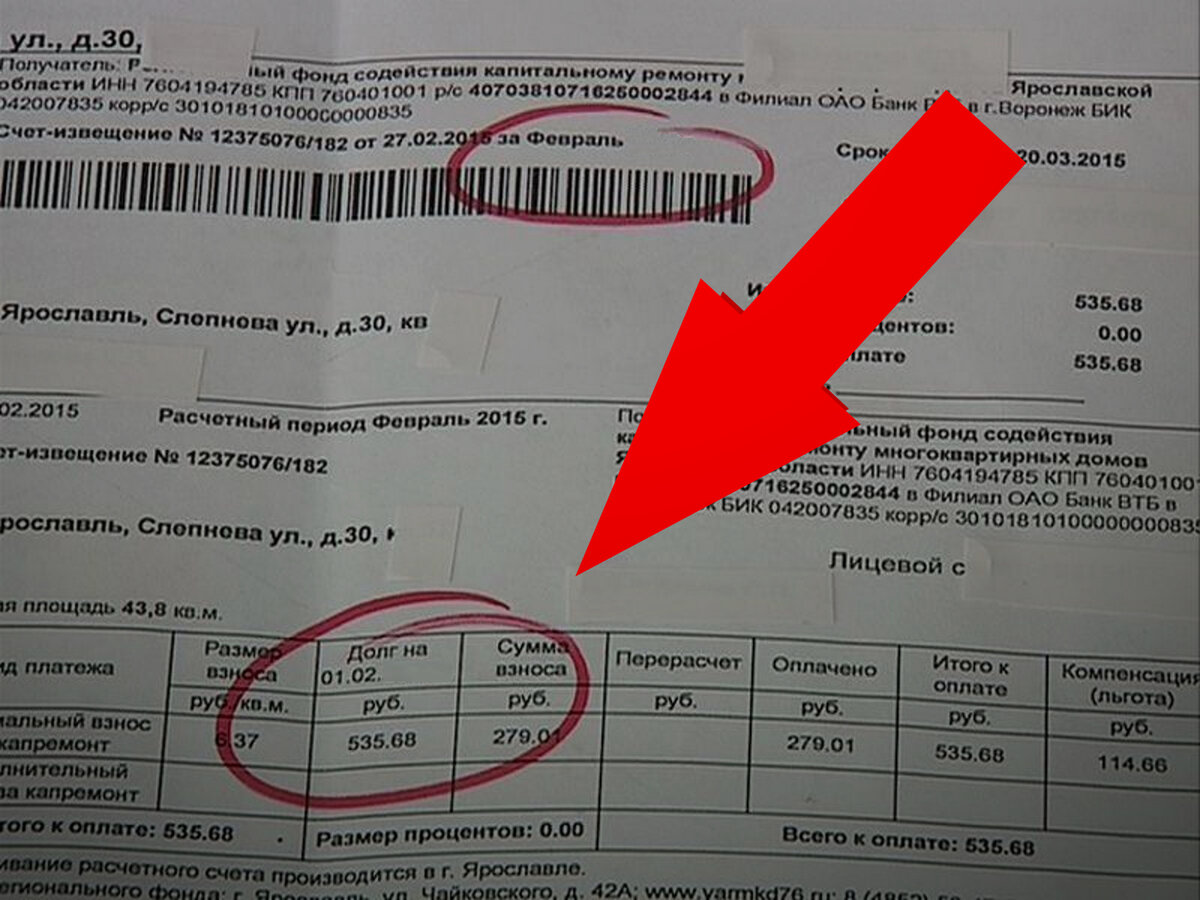 ул., д.30,
Получатель: ный фонд содействия капитальному ремонту Ярославской
области ИНН 7604194785 КПП 760401001 р/с 40703810716250002844 в Филиал ОАО Банк в г.Воронеж БИК
042007835 корр/с 30101810100000000835
Счет-извещение № 12375076/182 от 27.02.2015 за Февраль
Срок 20.03.2015
535.68
Ярославль, Слепнева ул., д.30, кв
центов: 0.00
плате 535.68
02.2015 Расчетный период Февраль 2015 г.
ьный фонд содействия
онту многоквартирных домов
ет-извещение № 12375076/182
области ИНН 7604194785 КПП 760401001
0716250002844 в Филиал ОАО Банк ВТБ в
БИК 042007835 корр/с 30101810100000000835
рославль, Слепнева ул., д.30,
Лицевой с
ая площадь 43,8 кв.м.
ид платежа Размер взноса Долг на 01.02. Сумма взноса Перерасчет Оплачено Итого к оплате Компенсация (льгота)
руб./кв.м. руб. руб. руб. руб. руб. руб.
мальный взнос капремонт 6.37 535.68 279.01 279.01 535.68 114.66
лнительный за капремонт
того к оплате: 535.68 Размер процентов: 0.00 Всего к оплате: 535.68
ивание расчетного счета производится в г. Ярославле.
егионального фонда: г. Ярославль, ул. Чайковского, д. 42А; www.yarmkd76.ru;